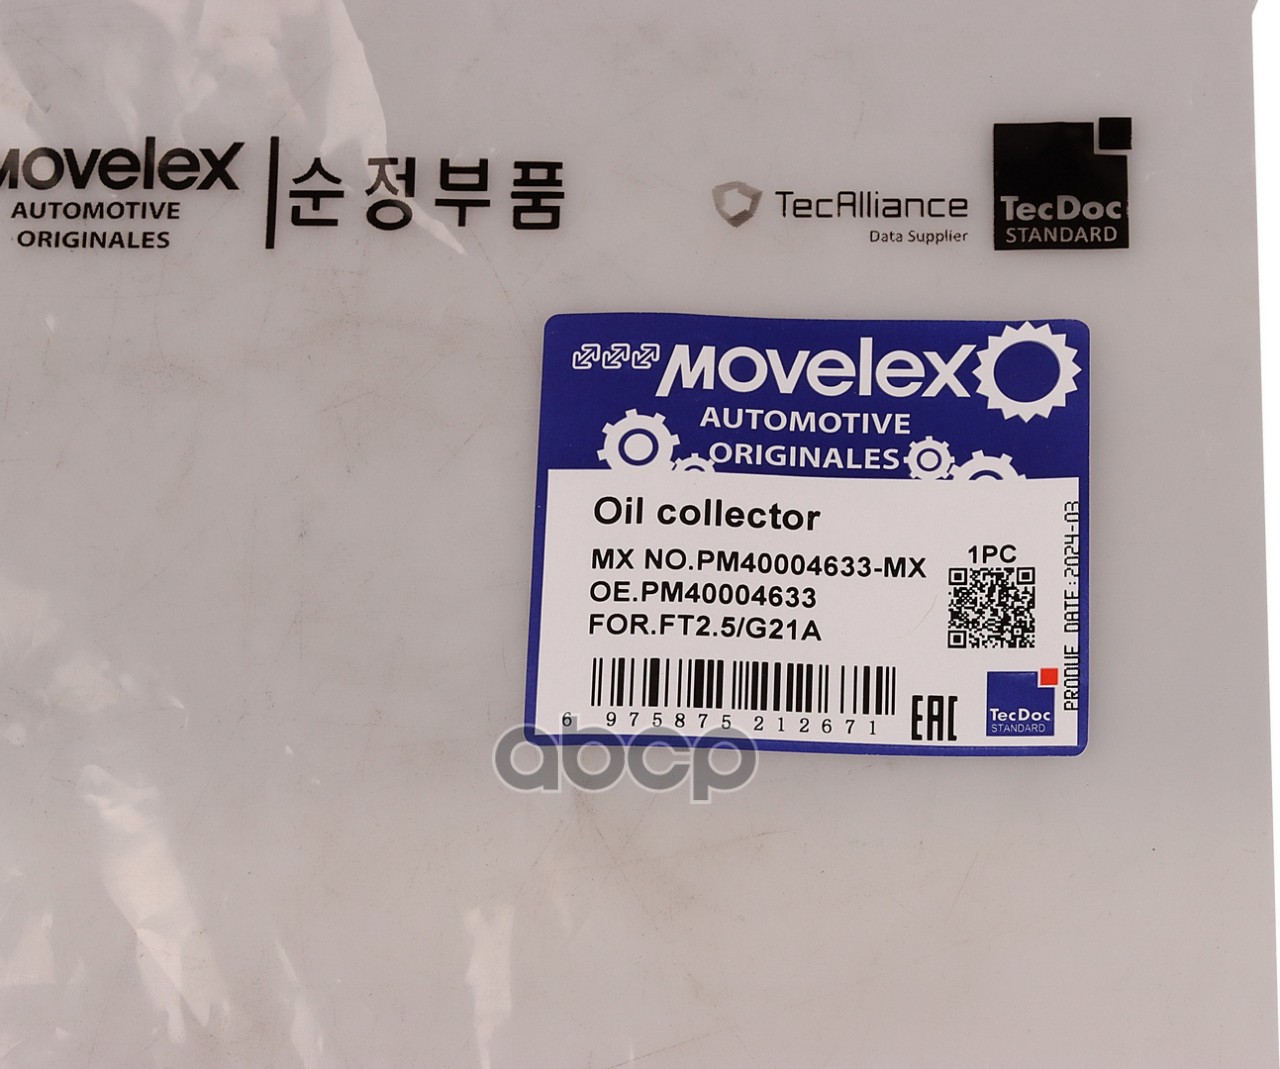 Movelex
AUTOMOTIVE
ORIGINALES
순정부품
TecAlliance
Data Supplier
TecDoc
STANDARD
Movelex
AUTOMOTIVE
ORIGINALES
Oil collector
MX NO.PM40004633-MX
OE.PM40004633
FOR.FT2.5/G21A
1PC
PRODUE DATE:2024-03
6 975875 212671
EAC
TecDoc
STANDARD
abcp